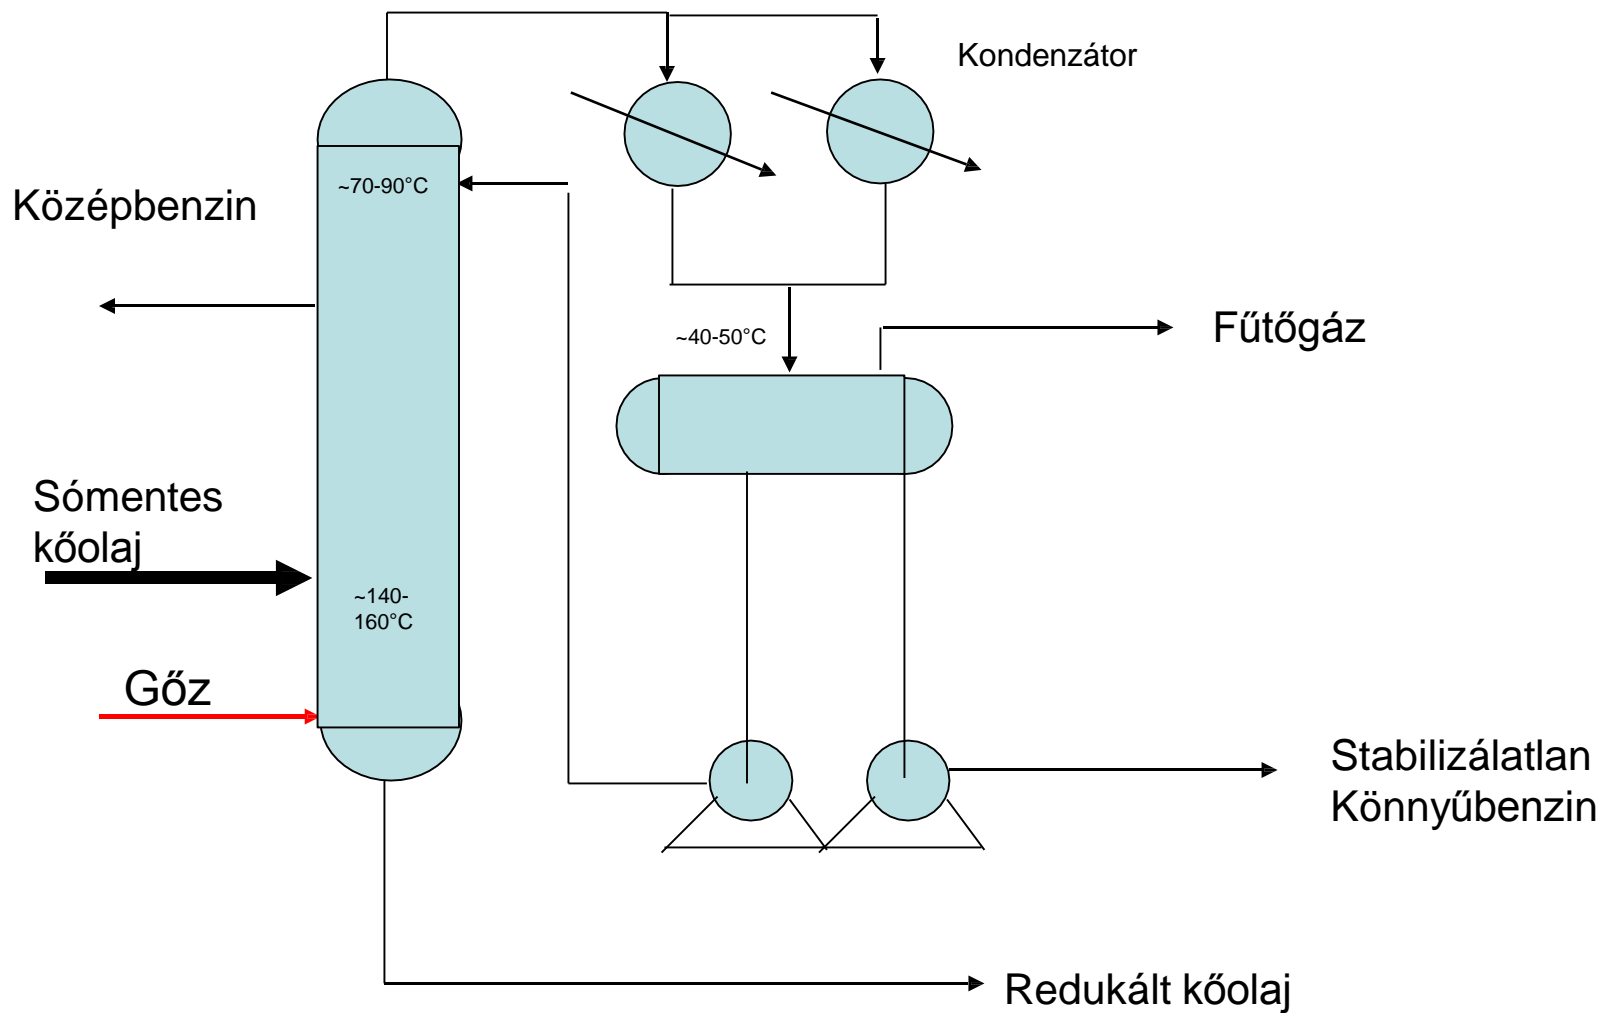 Kondenzátor
~70-90°C
Középbenzin
~40-50°C
Fűtőgáz
Sómentes
kőolaj
~140-
160°C
Gőz
Stabilizálatlan
Könnyűbenzin
Redukált kőolaj